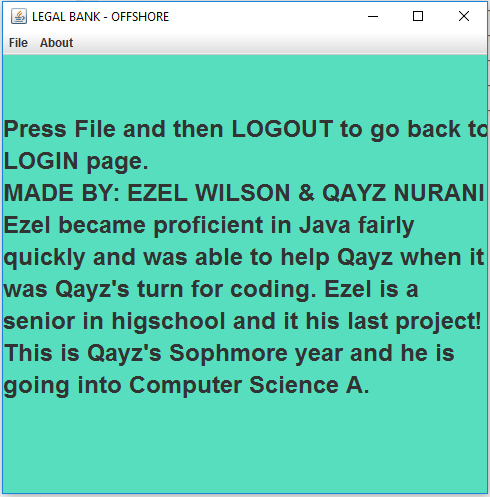 LEGAL BANK - OFFSHORE
File About
Press File and then LOGOUT to go back to
LOGIN page.
MADE BY: EZEL WILSON & QAYZ NURANI
Ezel became proficient in Java fairly
quickly and was able to help Qayz when it
was Qayz's turn for coding. Ezel is a
senior in higschool and it his last project!
This is Qayz's Sophmore year and he is
going into Computer Science A.